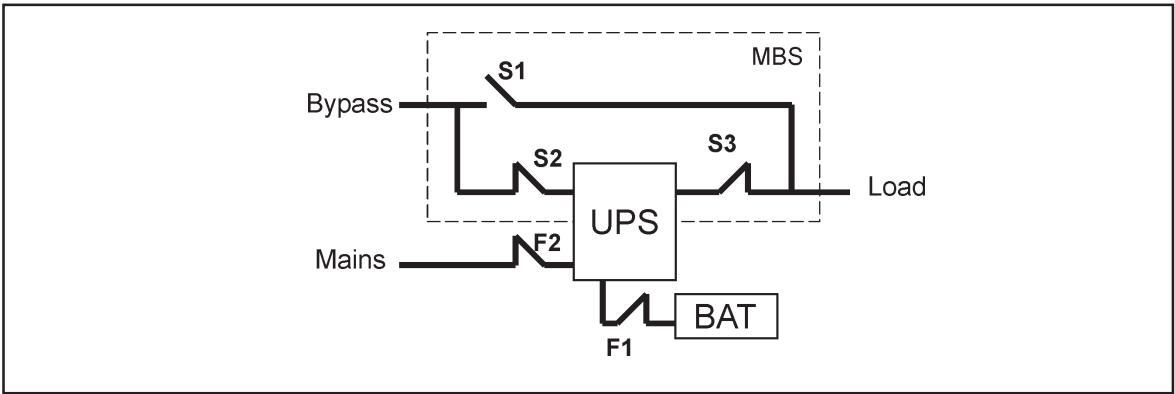 MBS
S1
Bypass
S2
S3
Load
UPS
F2
Mains
BAT
F1